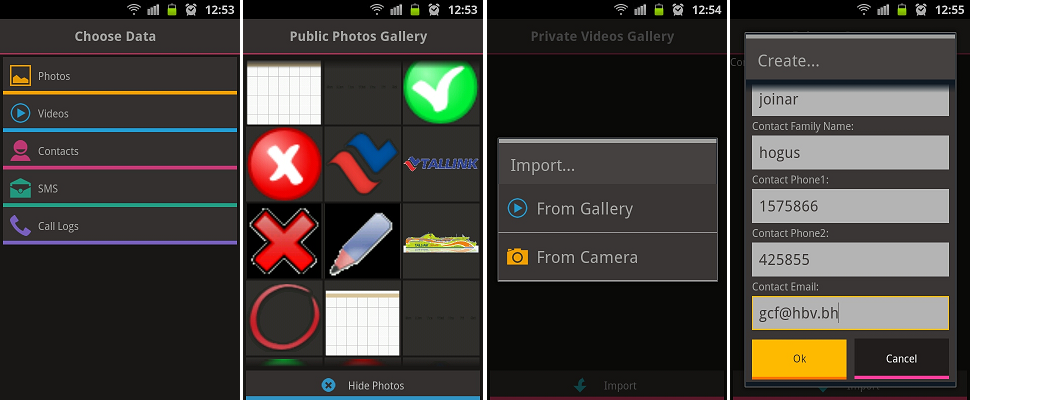 12:53
Choose Data
Photos
Videos
Contacts
SMS
Call Logs
12:53
Public Photos Gallery
TALLINK
Hide Photos
12:54
Private Videos Gallery
Import...
From Gallery
From Camera
Import
12:55
Create...
joinar
Contact Family Name:
hogus
Contact Phone1:
1575866
Contact Phone2:
425855
Contact Email:
gcf@hbv.bh
Ok
Cancel
Import